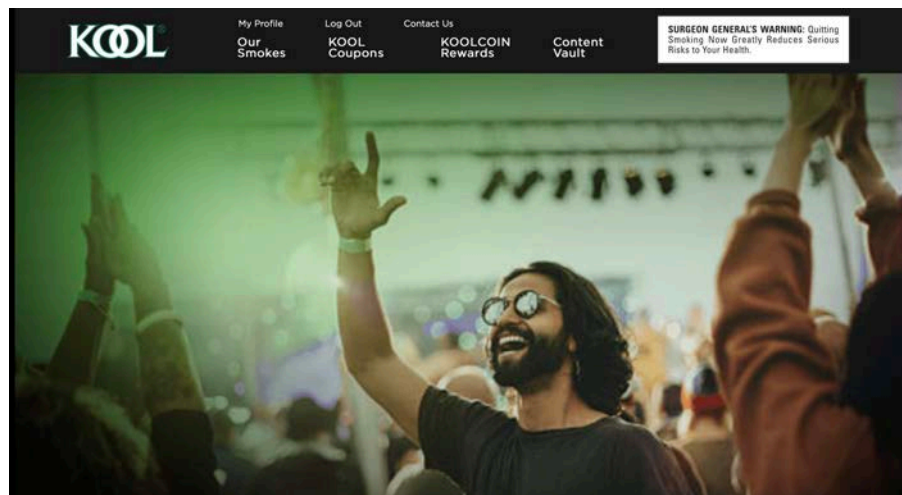 KOOL
My Profile Log Out Contact Us
Our Smokes
KOOL Coupons
KOOLCOIN Rewards
Content Vault
SURGEON GENERAL'S WARNING: Quitting
Smoking Now Greatly Reduces Serious
Risks to Your Health.